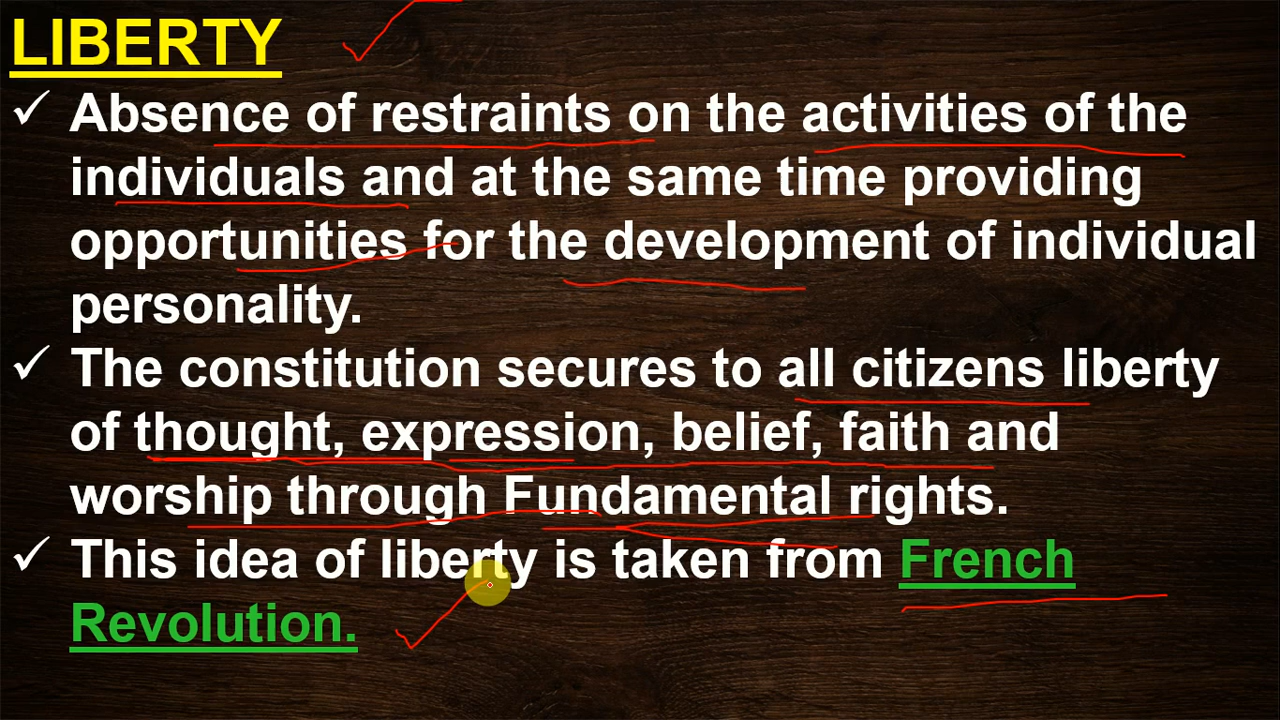 LIBERTY
✓ Absence of restraints on the activities of the
individuals and at the same time providing
opportunities for the development of individual
personality.
✓ The constitution secures to all citizens liberty
of thought, expression, belief, faith and
worship through Fundamental rights.
✓ This idea of liberty is taken from French
Revolution.